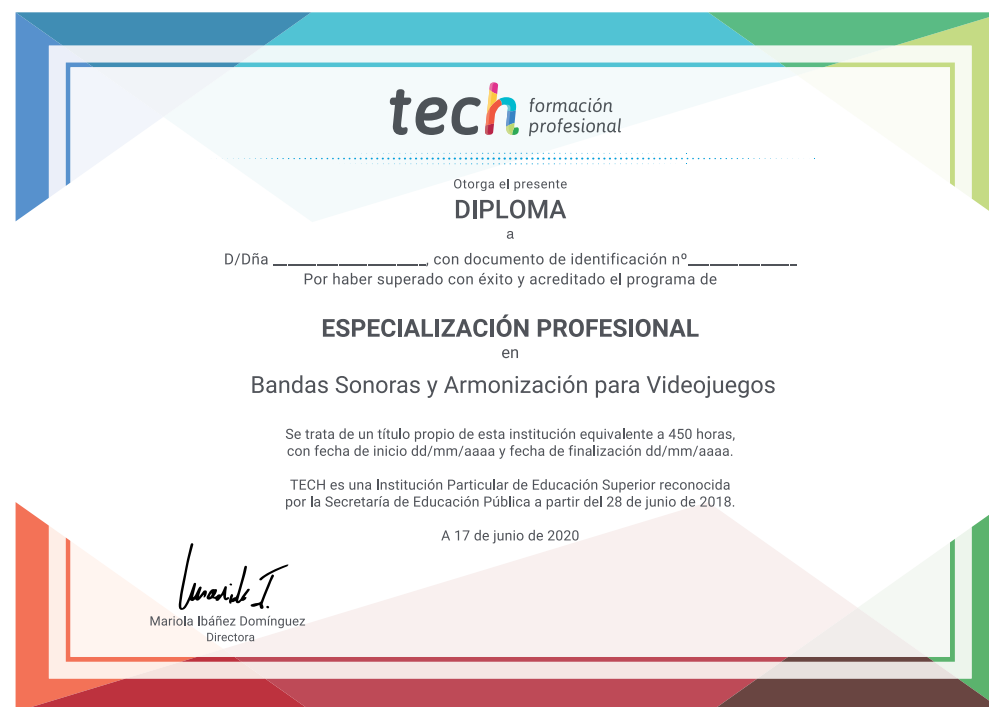 tech formación
profesional
Otorga el presente
DIPLOMA
a
D/Dña ____________________, con documento de identificación nº______________
Por haber superado con éxito y acreditado el programa de
ESPECIALIZACIÓN PROFESIONAL
en
Bandas Sonoras y Armonización para Videojuegos
Se trata de un título propio de esta institución equivalente a 450 horas,
con fecha de inicio dd/mm/aaaa y fecha de finalización dd/mm/aaaa.
TECH es una Institución Particular de Educación Superior reconocida
por la Secretaría de Educación Pública a partir del 28 de junio de 2018.
A 17 de junio de 2020
Mariola Ibáñez Domínguez
Directora